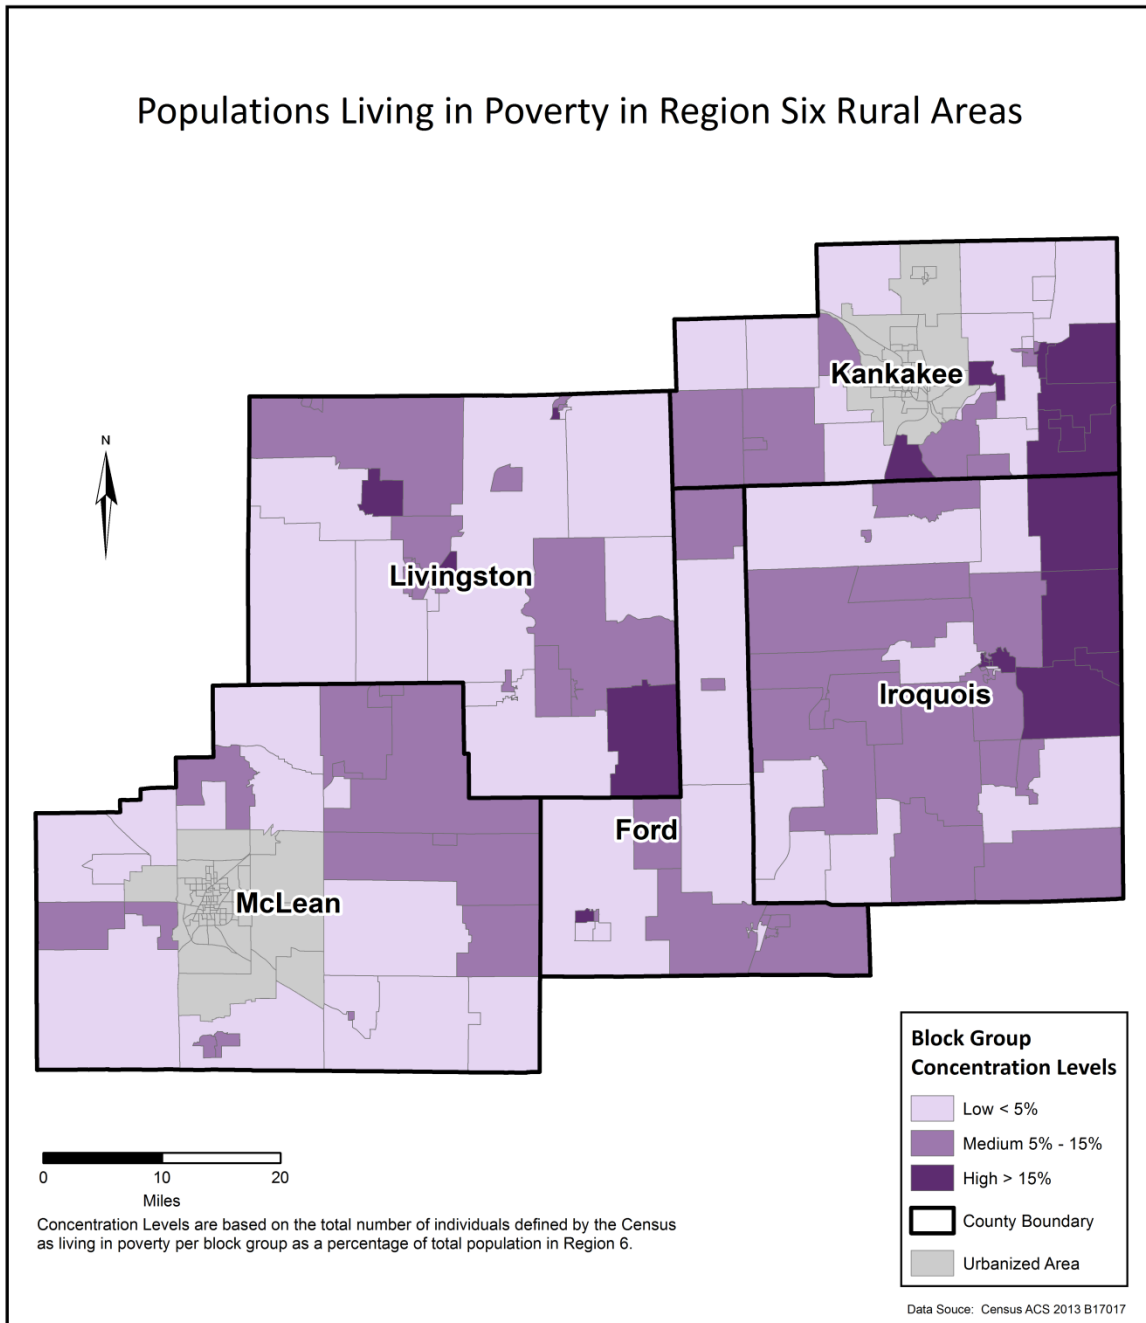 Populations Living in Poverty in Region Six Rural Areas
Kankakee
N
Livingston
Iroquois
Ford
McLean
Block Group
Concentration Levels
Low < 5%
Medium 5% - 15%
High > 15%
County Boundary
Urbanized Area
0 10 20
Miles
Concentration Levels are based on the total number of individuals defined by the Census
as living in poverty per block group as a percentage of total population in Region 6.
Data Souce: Census ACS 2013 B17017